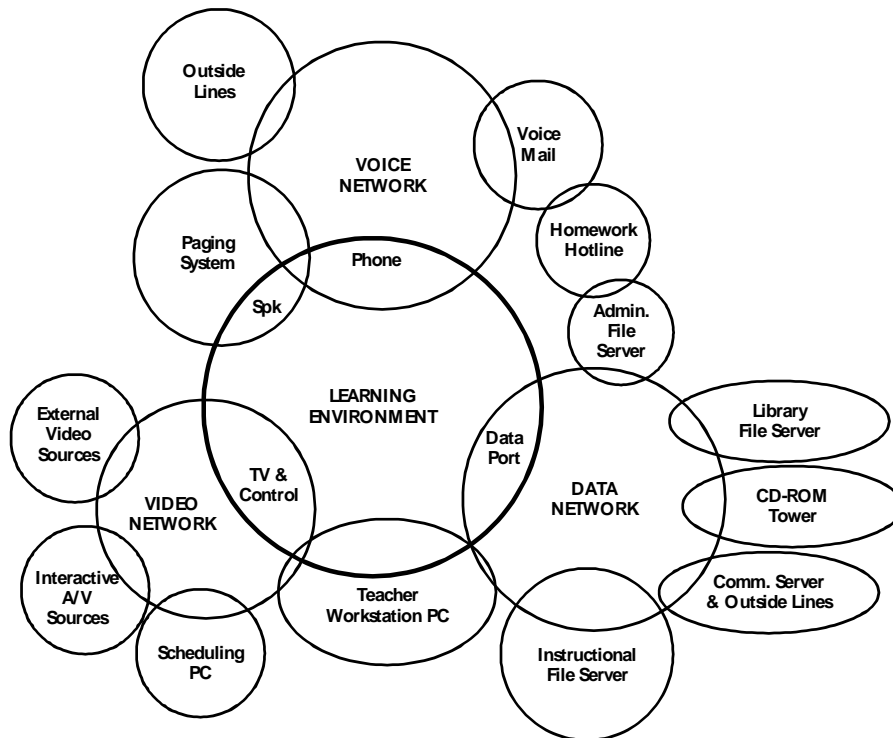 Outside
Lines
VOICE
NETWORK
Voice
Mail
Paging
System
Homework
Hotline
Phone
Spk
Admin.
File
Server
LEARNING
ENVIRONMENT
External
Video
Sources
TV &
Control
Data
Port
Library
File Server
VIDEO
NETWORK
DATA
NETWORK
CD-ROM
Tower
Interactive
A/V
Sources
Teacher
Workstation PC
Comm. Server
& Outside Lines
Scheduling
PC
Instructional
File Server